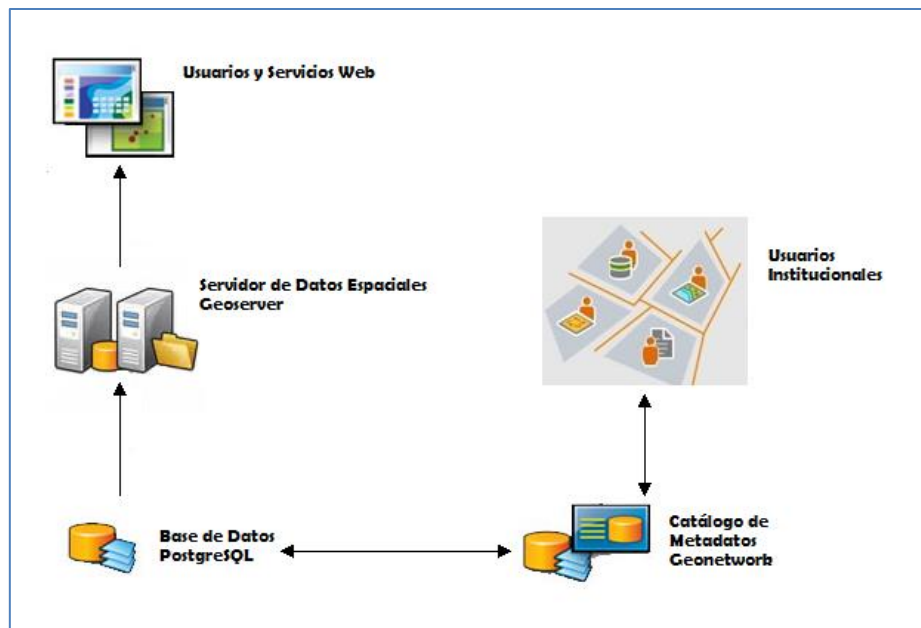 Usuarios y Servicios Web
Servidor de Datos Espaciales
Geoserver
Usuarios
Institucionales
Base de Datos
PostgreSQL
Catálogo de
Metadatos
Geonetwork